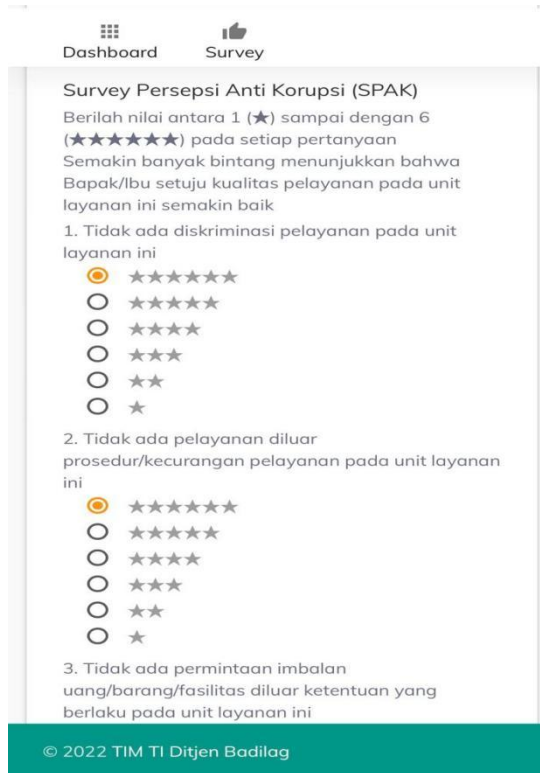 Dashboard Survey
Survey Persepsi Anti Korupsi (SPAK)
Berilah nilai antara 1 (★) sampai dengan 6
(★★★★★★) pada setiap pertanyaan
Semakin banyak bintang menunjukkan bahwa
Bapak/Ibu setuju kualitas pelayanan pada unit
layanan ini semakin baik
1. Tidak ada diskriminasi pelayanan pada unit
layanan ini
★★★★★★
★★★★★
★★★★
★★★
★★
★
2. Tidak ada pelayanan diluar
prosedur/kecurangan pelayanan pada unit layanan
ini
★★★★★★
★★★★★
★★★★
★★★
★★
★
3. Tidak ada permintaan imbalan
uang/barang/fasilitas diluar ketentuan yang
berlaku pada unit layanan ini
© 2022 TIM TI Ditjen Badilag